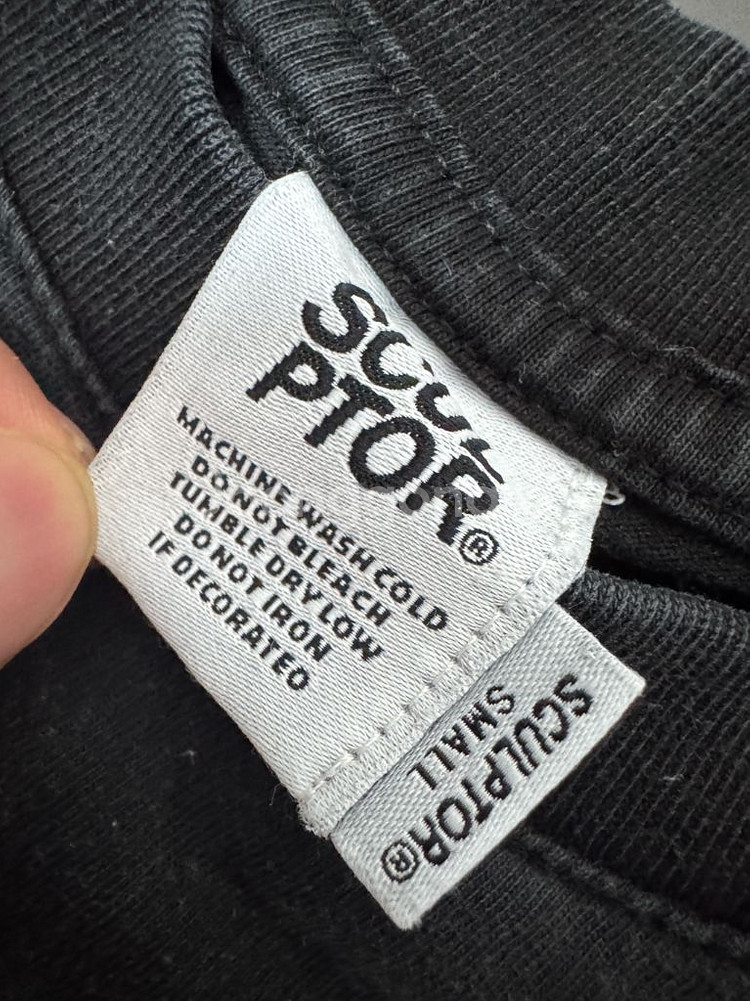 SCUL
PTOR®
MACHINE WASH COLD
DO NOT BLEACH
TUMBLE DRY LOW
DO NOT IRON
IF DECORATED
SCULPTOR®
SMALL